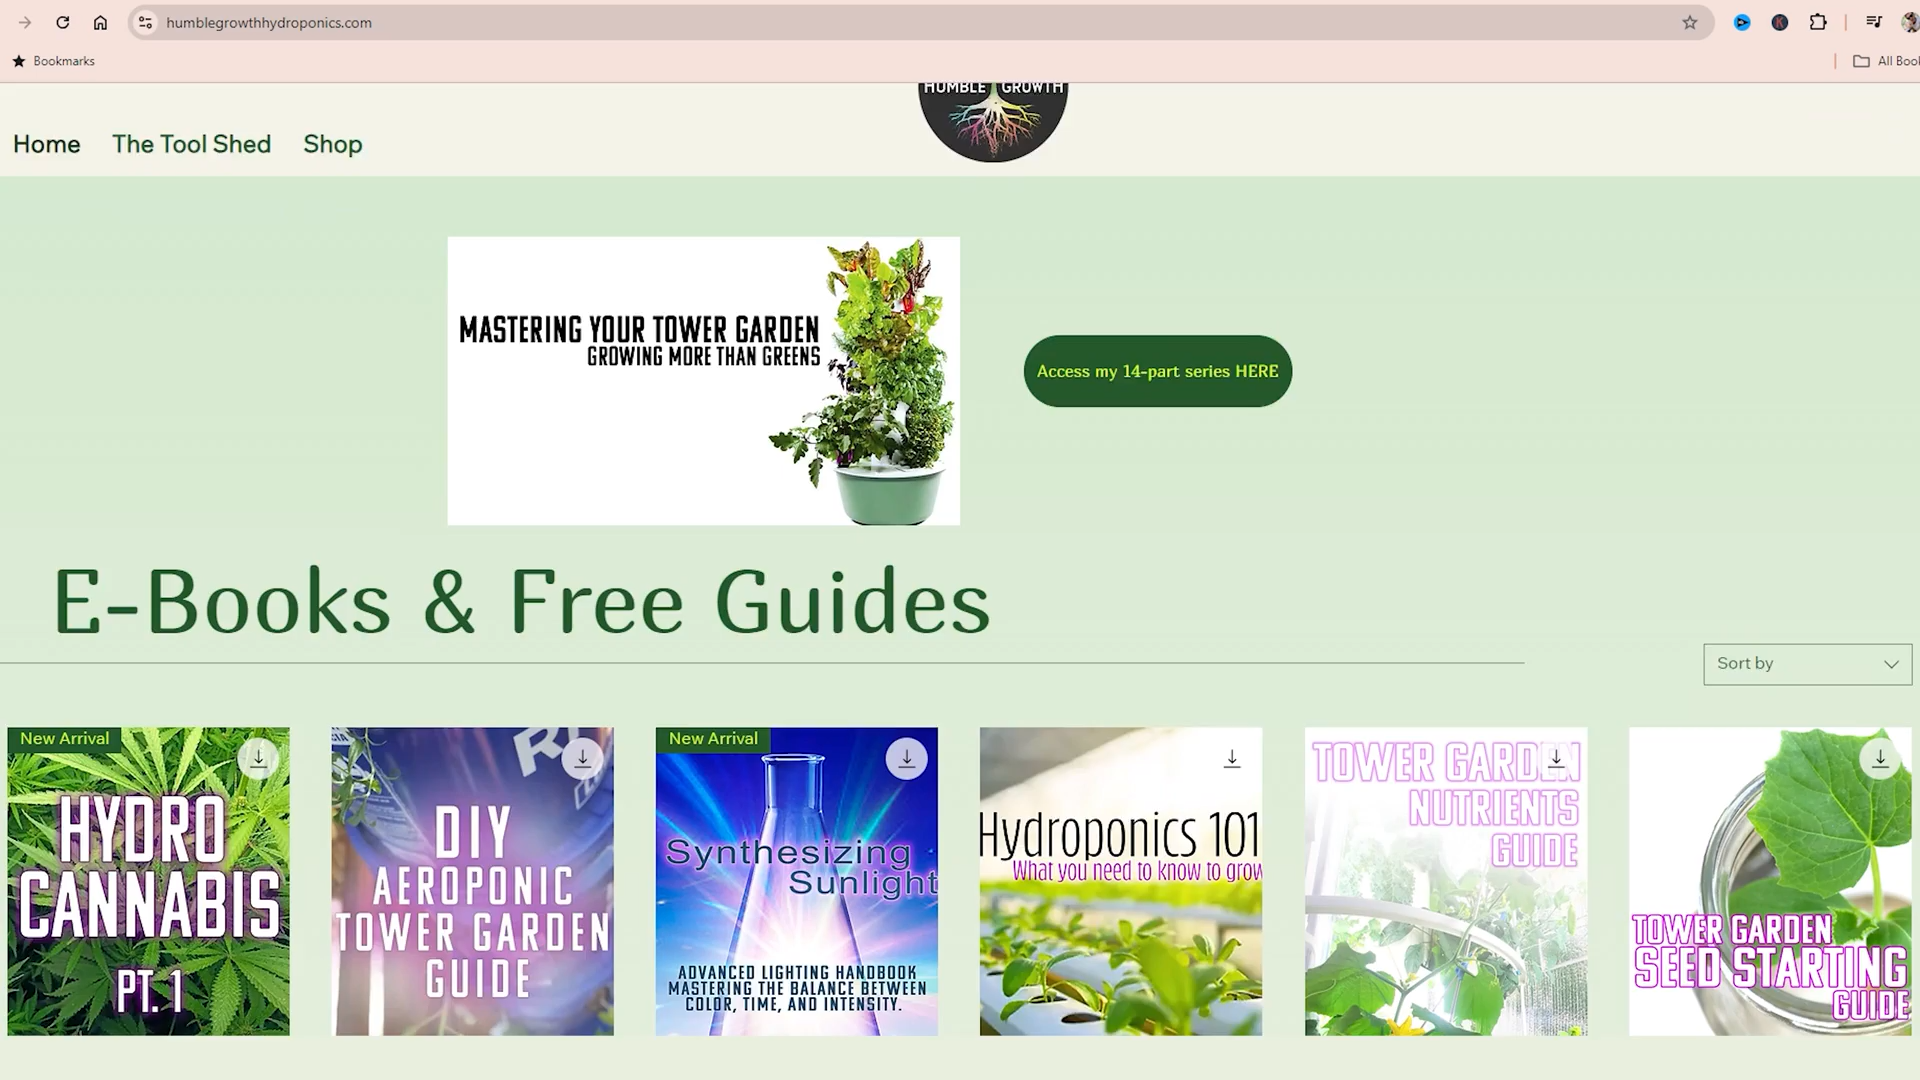 humblegrowthhydroponics.com
Bookmarks
All Book
HUMBLE GROWTH
Home
The Tool Shed
Shop
MASTERING YOUR TOWER GARDEN
GROWING MORE THAN GREENS
Access my 14-part series HERE
E-Books & Free Guides
Sort by
New Arrival
HYDRO
CANNABIS
PT. 1
DIY
AEROPONIC
TOWER GARDEN
GUIDE
New Arrival
Synthesizing
Sunlight
ADVANCED LIGHTING HANDBOOK
MASTERING THE BALANCE BETWEEN
COLOR, TIME, AND INTENSITY.
Hydroponics 101
What you need to know to grow
TOWER GARDEN
NUTRIENTS
GUIDE
TOWER GARDEN
SEED STARTING
GUIDE